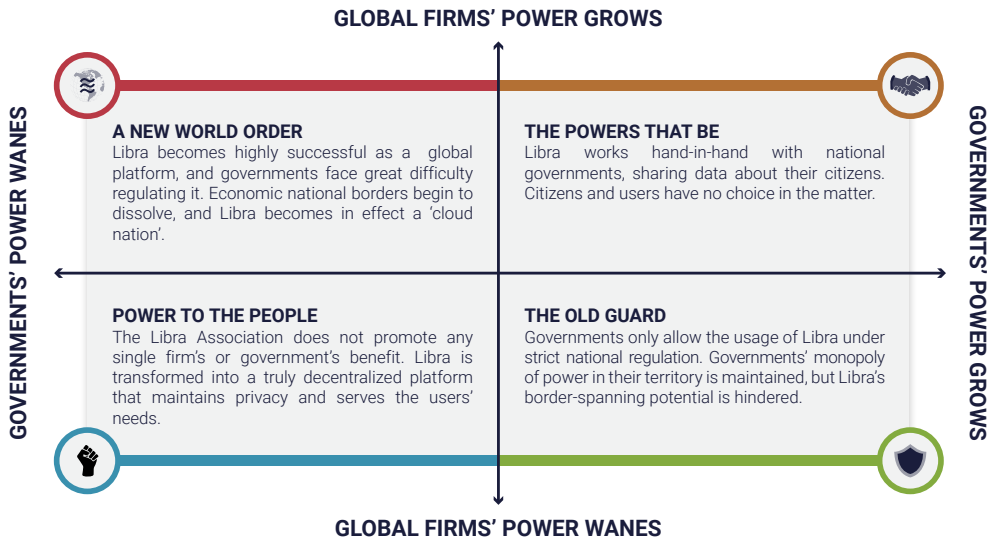 GLOBAL FIRMS’ POWER GROWS
GOVERNMENTS’ POWER WANES
A NEW WORLD ORDER
Libra becomes highly successful as a global
platform, and governments face great difficulty
regulating it. Economic national borders begin to
dissolve, and Libra becomes in effect a ‘cloud
nation’.
THE POWERS THAT BE
Libra works hand-in-hand with national
governments, sharing data about their citizens.
Citizens and users have no choice in the matter.
GOVERNMENTS’ POWER GROWS
POWER TO THE PEOPLE
The Libra Association does not promote any
single firm’s or government’s benefit. Libra is
transformed into a truly decentralized platform
that maintains privacy and serves the users’
needs.
THE OLD GUARD
Governments only allow the usage of Libra under
strict national regulation. Governments’ monopoly
of power in their territory is maintained, but Libra’s
border-spanning potential is hindered.
GLOBAL FIRMS’ POWER WANES